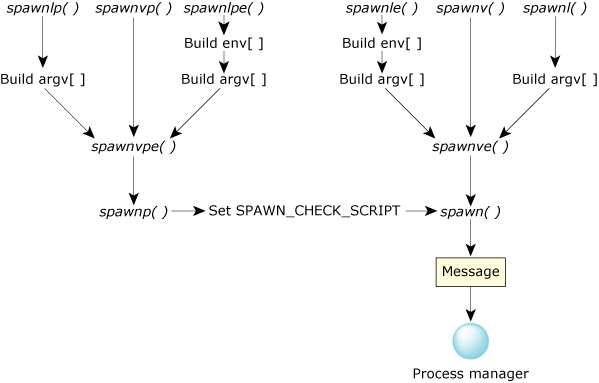 spawnlp( ) spawnvp( ) spawnlpe( ) spawnle( ) spawnv( ) spawnl( )
Build env[ ] Build env[ ]
Build argv[ ] Build argv[ ] Build argv[ ] Build argv[ ]
spawnvpe( ) spawnve( )
spawnp( ) Set SPAWN_CHECK_SCRIPT spawn( )
Message
Process manager